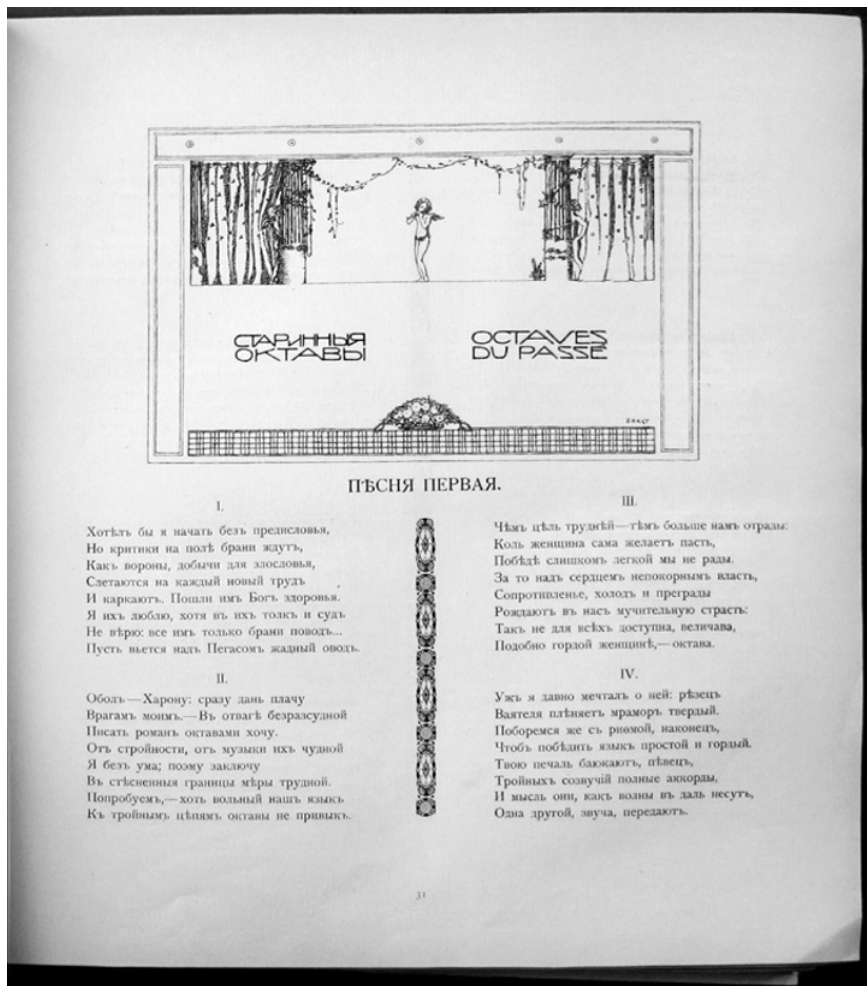 СТАРИННЫЯ
ОКТАВЫ
OCTAVES
DU PASSÉ
ПѢСНЯ ПЕРВАЯ.
I.
Хотѣлъ бы я начать безъ предисловья,
Но критики на полѣ брани ждутъ,
Какъ вороны, добычи для злословья,
Слетаются на каждый новый трудъ
И каркаютъ. Пошли имъ Богъ здоровья.
Я ихъ люблю, хотя въ ихъ толкъ и судъ
Не вѣрю: все имъ только брани поводъ...
Пусть вьется надъ Пегасомъ жадный оводъ.
II.
Оболъ—Харону: сразу дань плачу
Врагамъ моимъ.—Въ отвагѣ безразсудной
Писать романъ октавами хочу.
Отъ стройности, отъ музыки ихъ чудной
Я безъ ума; поэму заключу
Въ стѣсненныя границы мѣры трудной.
Попробуемъ,—хоть вольный нашъ языкъ
Къ тройнымъ цѣпямъ октавы не привыкъ.
III.
Чѣмъ цѣль труднѣй—тѣмъ больше намъ отрады:
Коль женщина сама желаетъ пасть,
Побѣдѣ слишкомъ легкой мы не рады.
За то надъ сердцемъ непокорнымъ власть,
Сопротивленье, холодъ и преграды
Рождаютъ въ насъ мучительную страсть:
Такъ не для всѣхъ доступна, величава,
Подобно гордой женщинѣ,—октава.
IV.
Ужъ я давно мечталъ о ней: рѣзецъ
Ваятеля плѣняетъ мраморъ твердый.
Поборемся же съ риѳмой, наконецъ,
Чтобъ побѣдить языкъ простой и гордый.
Твою печаль баюкаютъ, пѣвецъ,
Тройныхъ созвучій полные аккорды,
И мысль они, какъ волны въ даль несутъ,
Одна другой, звуча, передаютъ.
31